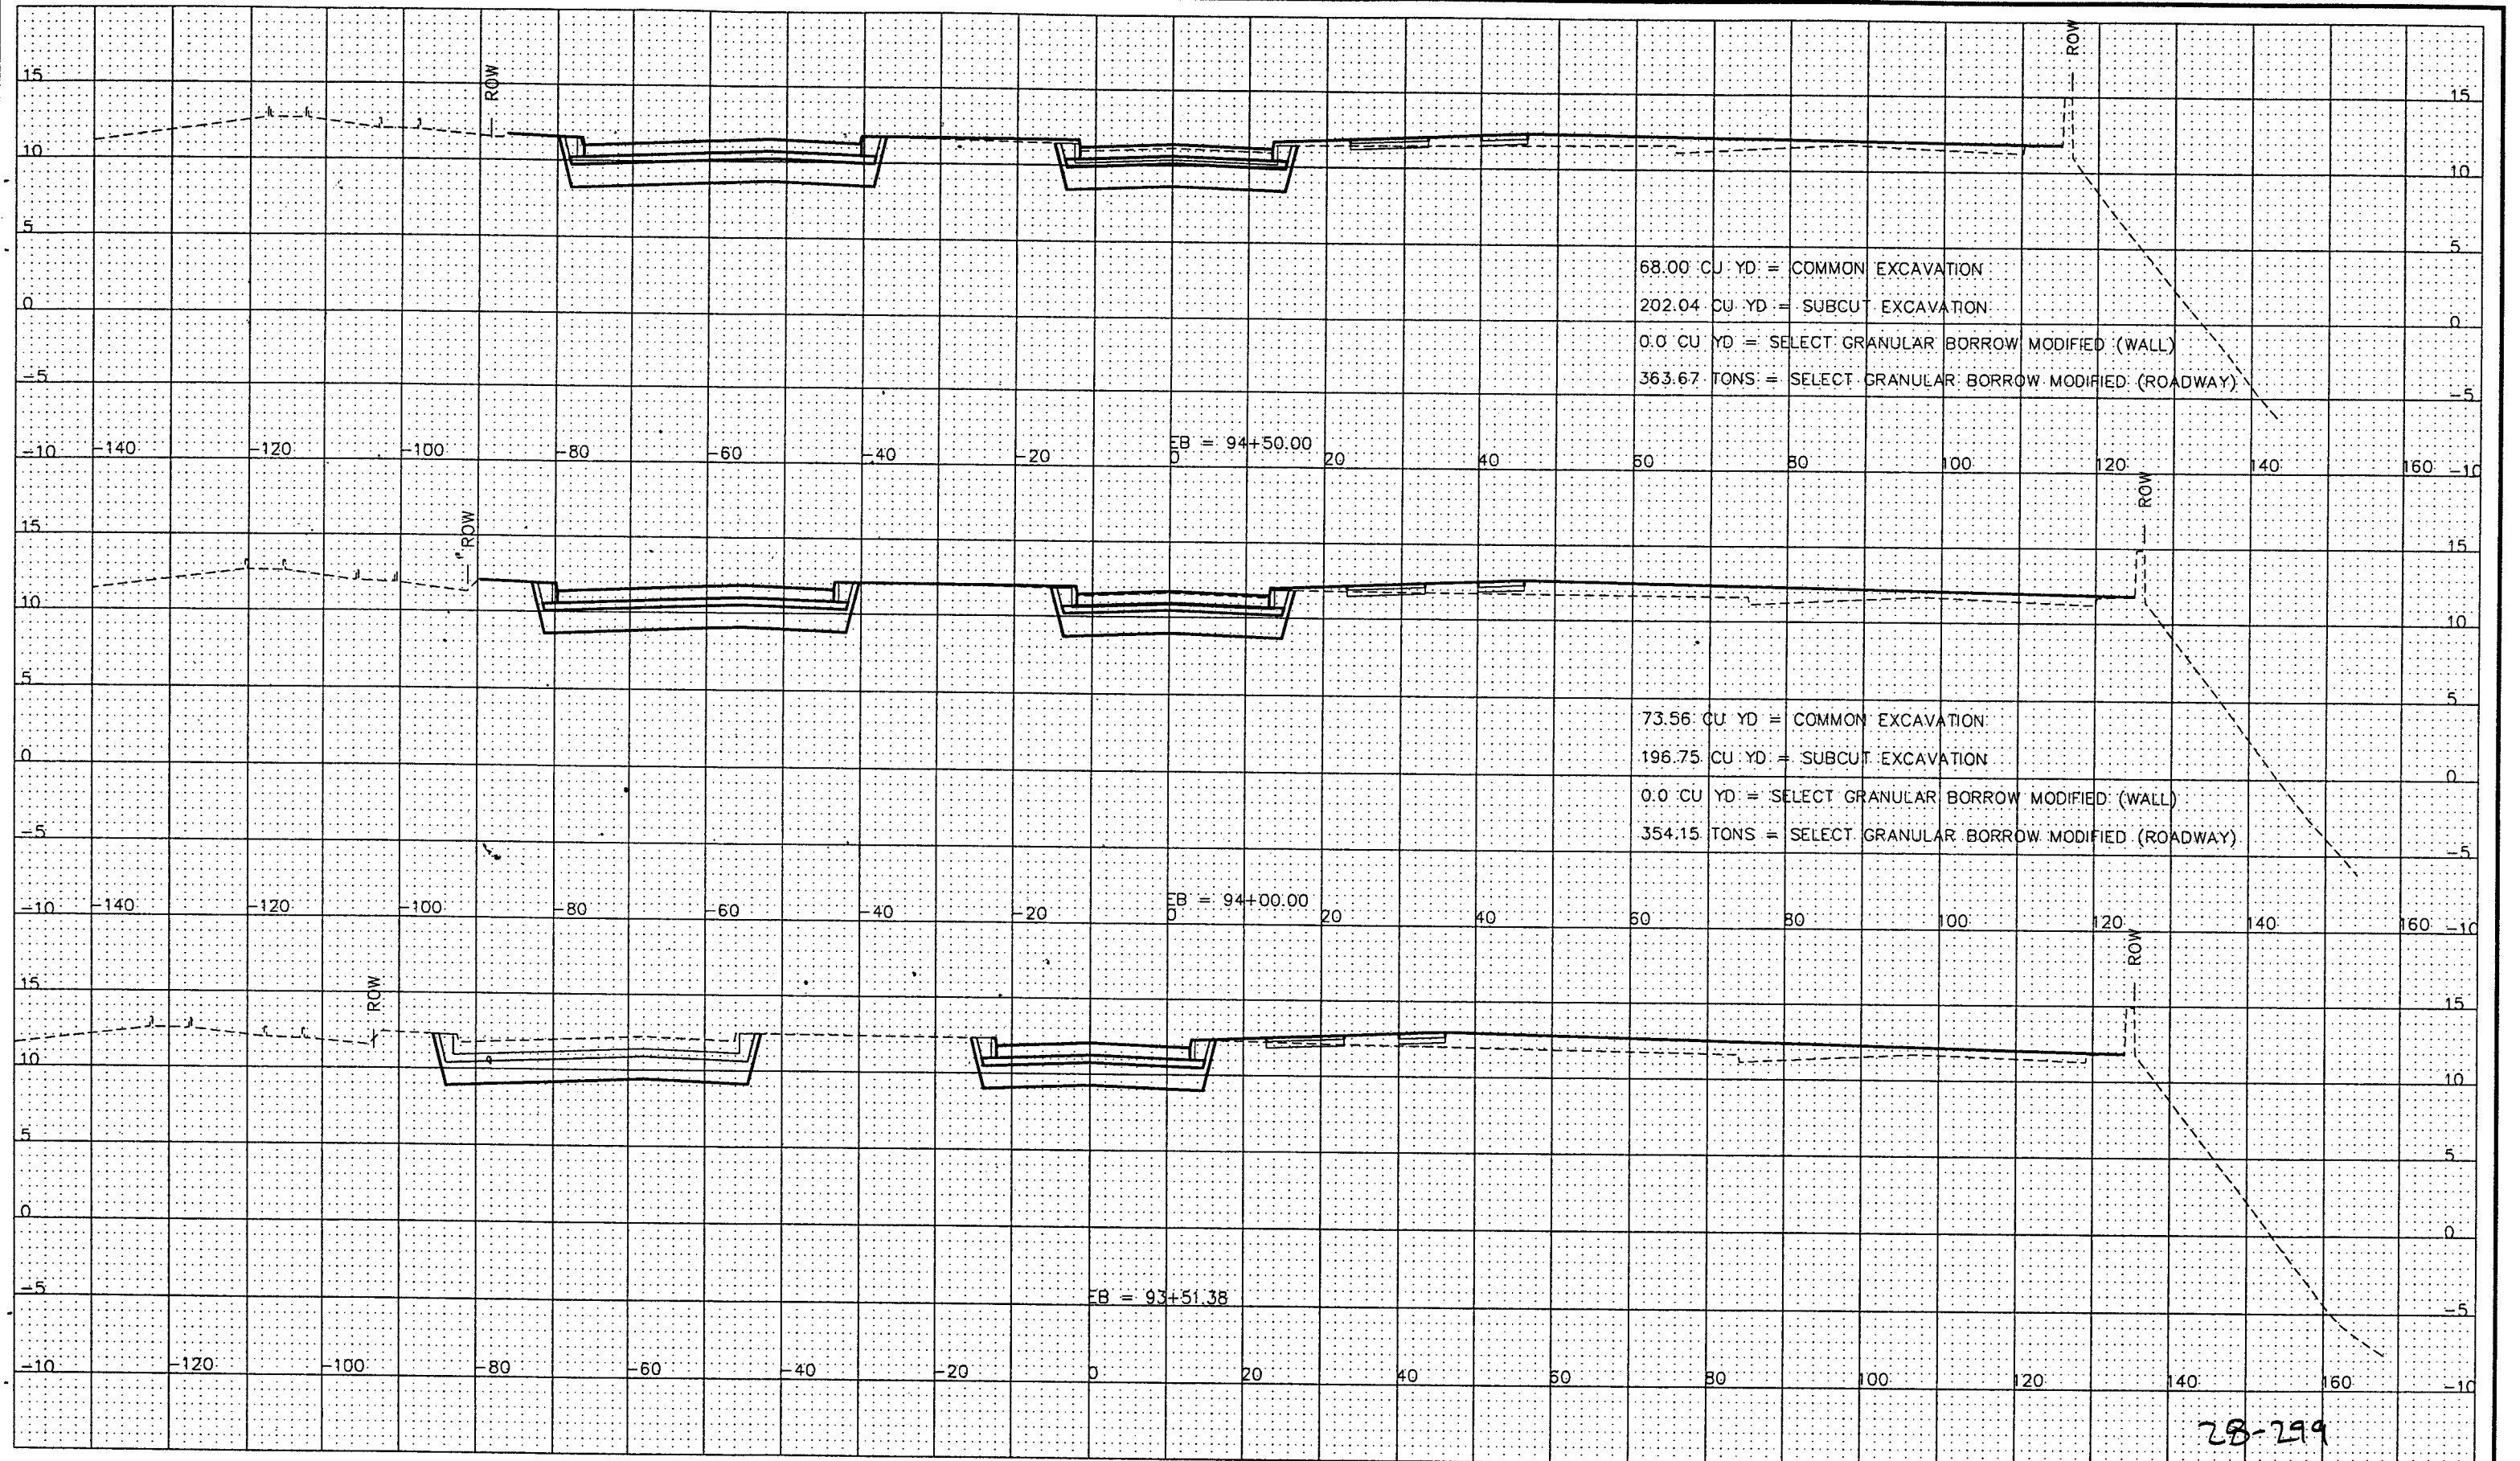 ROW
ROW
15 15
10 10
5 5
0 0
-5 -5
68.00 CU YD = COMMON EXCAVATION
202.04 CU YD = SUBCUT EXCAVATION
0.0 CU YD = SELECT GRANULAR BORROW MODIFIED (WALL)
363.67 TONS = SELECT GRANULAR BORROW MODIFIED (ROADWAY)
EB = 94+50.00
-10 -140 -120 -100 -80 -60 -40 -20 0 20 40 60 80 100 120 140 160 -10
ROW
ROW
15 15
10 10
5 5
0 0
-5 -5
73.56 CU YD = COMMON EXCAVATION
196.75 CU YD = SUBCUT EXCAVATION
0.0 CU YD = SELECT GRANULAR BORROW MODIFIED (WALL)
354.15 TONS = SELECT GRANULAR BORROW MODIFIED (ROADWAY)
EB = 94+00.00
-10 -140 -120 -100 -80 -60 -40 -20 0 20 40 60 80 100 120 140 160 -10
ROW
ROW
15 15
10 10
5 5
0 0
-5 -5
EB = 93+51.38
-10 -120 -100 -80 -60 -40 -20 0 20 40 60 80 100 120 140 160 -10
28-299